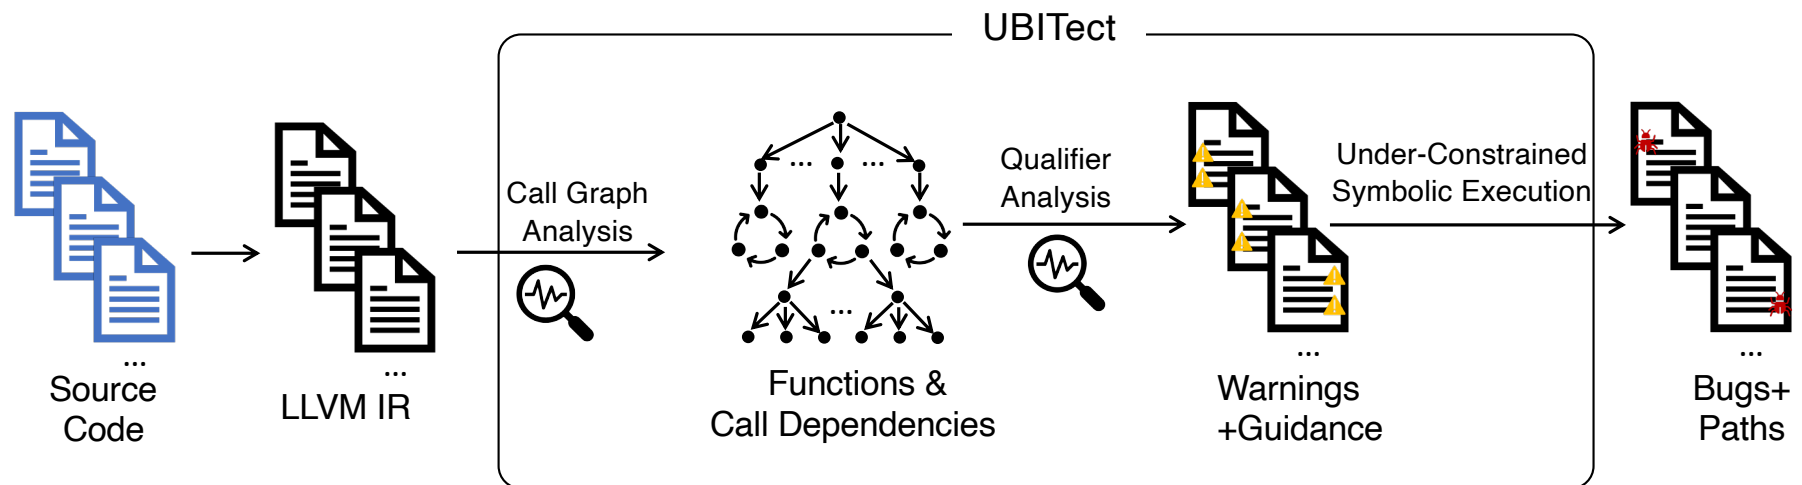 UBITect
Source
Code
...
LLVM IR
...
Call Graph
Analysis
... ...
...
Functions &
Call Dependencies
Qualifier
Analysis
Warnings
+Guidance
...
Under-Constrained
Symbolic Execution
...
Bugs+
Paths